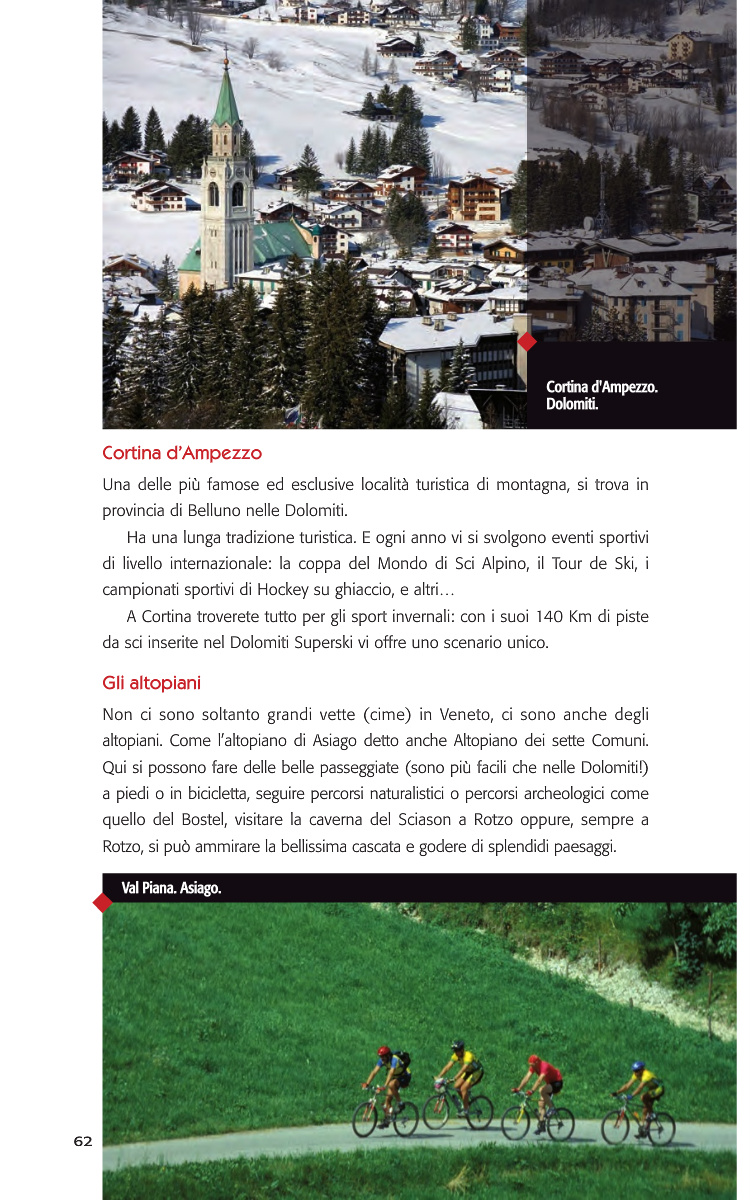 Cortina d'Ampezzo.
Dolomiti.
Cortina d’Ampezzo
Una delle più famose ed esclusive località turistica di montagna, si trova in
provincia di Belluno nelle Dolomiti.
Ha una lunga tradizione turistica. E ogni anno vi si svolgono eventi sportivi
di livello internazionale: la coppa del Mondo di Sci Alpino, il Tour de Ski, i
campionati sportivi di Hockey su ghiaccio, e altri…
A Cortina troverete tutto per gli sport invernali: con i suoi 140 Km di piste
da sci inserite nel Dolomiti Superski vi offre uno scenario unico.
Gli altopiani
Non ci sono soltanto grandi vette (cime) in Veneto, ci sono anche degli
altopiani. Come l’altopiano di Asiago detto anche Altopiano dei sette Comuni.
Qui si possono fare delle belle passeggiate (sono più facili che nelle Dolomiti!)
a piedi o in bicicletta, seguire percorsi naturalistici o percorsi archeologici come
quello del Bostel, visitare la caverna del Sciason a Rotzo oppure, sempre a
Rotzo, si può ammirare la bellissima cascata e godere di splendidi paesaggi.
Val Piana. Asiago.
62